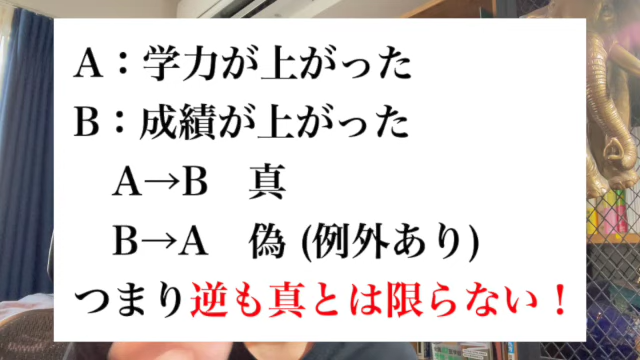 A：学力が上がった
B：成績が上がった
A→B 真
B→A 偽 (例外あり)
つまり逆も真とは限らない！